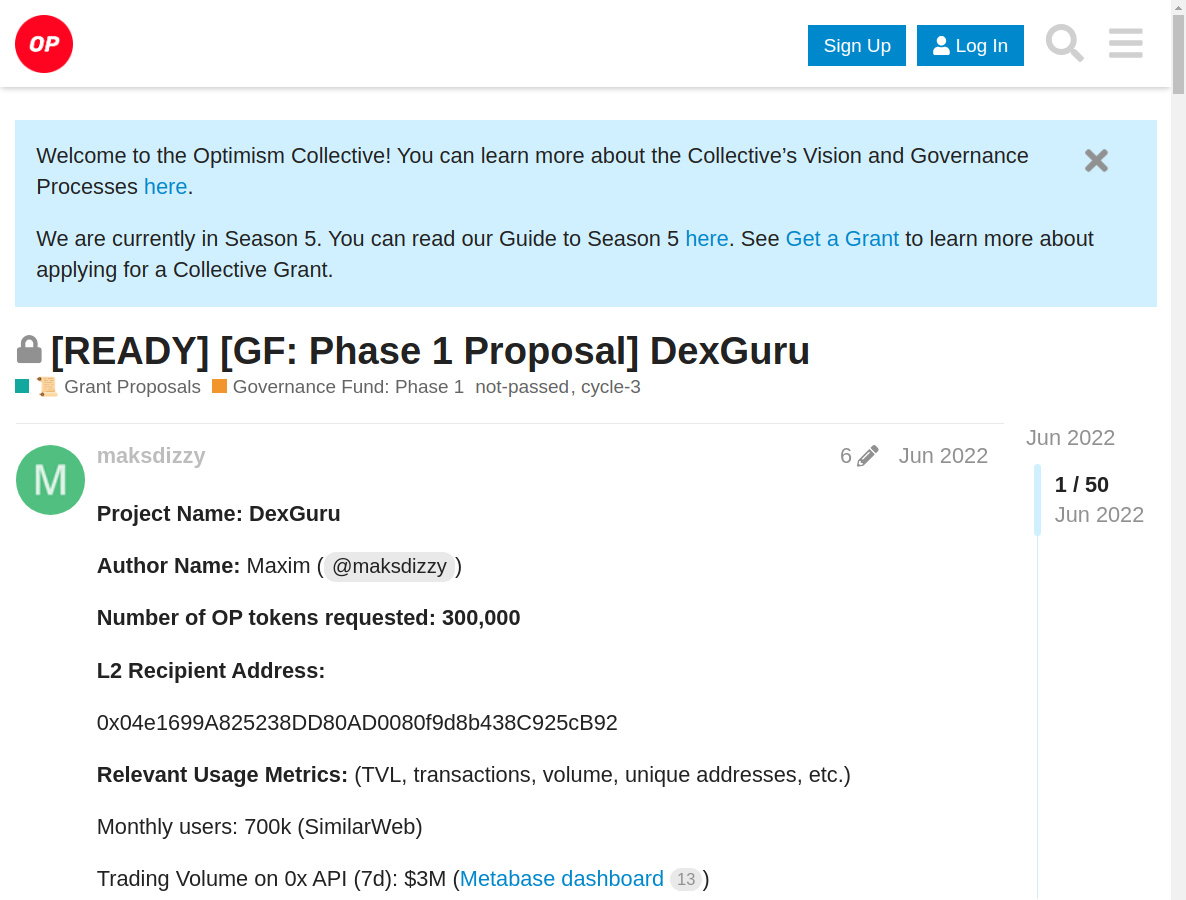 OP
Sign Up
Log In
Welcome to the Optimism Collective! You can learn more about the Collective’s Vision and Governance
Processes here.
We are currently in Season 5. You can read our Guide to Season 5 here. See Get a Grant to learn more about
applying for a Collective Grant.
[READY] [GF: Phase 1 Proposal] DexGuru
📜 Grant Proposals Governance Fund: Phase 1 not-passed, cycle-3
M
maksdizzy 6 Jun 2022
Jun 2022
1 / 50
Jun 2022
Project Name: DexGuru
Author Name: Maxim (@maksdizzy)
Number of OP tokens requested: 300,000
L2 Recipient Address:
0x04e1699A825238DD80AD0080f9d8b438C925cB92
Relevant Usage Metrics: (TVL, transactions, volume, unique addresses, etc.)
Monthly users: 700k (SimilarWeb)
Trading Volume on 0x API (7d): $3M (Metabase dashboard 13)